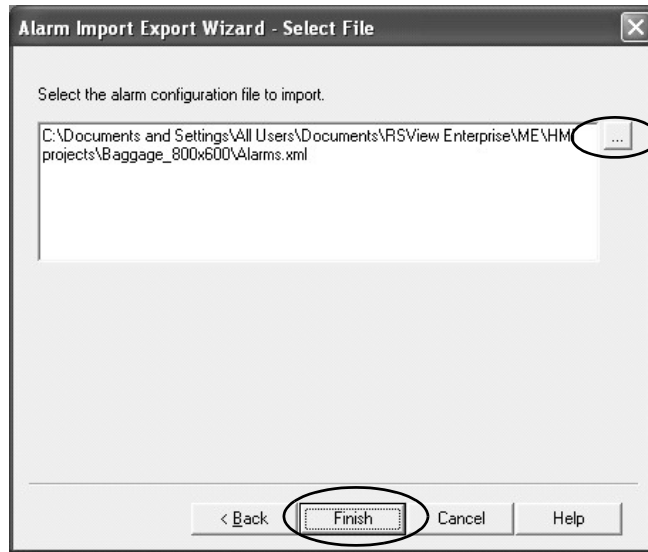 Alarm Import Export Wizard - Select File
Select the alarm configuration file to import.
C:\Documents and Settings\All Users\Documents\RSView Enterprise\ME\HM
projects\Baggage_800x600\Alarms.xml
...
< Back
Finish
Cancel
Help